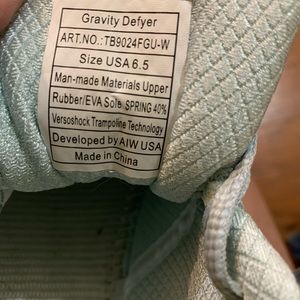 Gravity Defyer
ART.NO.:TB9024FGU-W
Size USA 6.5
Man-made Materials Upper
Rubber/EVA Sole SPRING 40%
Versoshock Trampoline Technology
Developed by AIW USA
Made in China